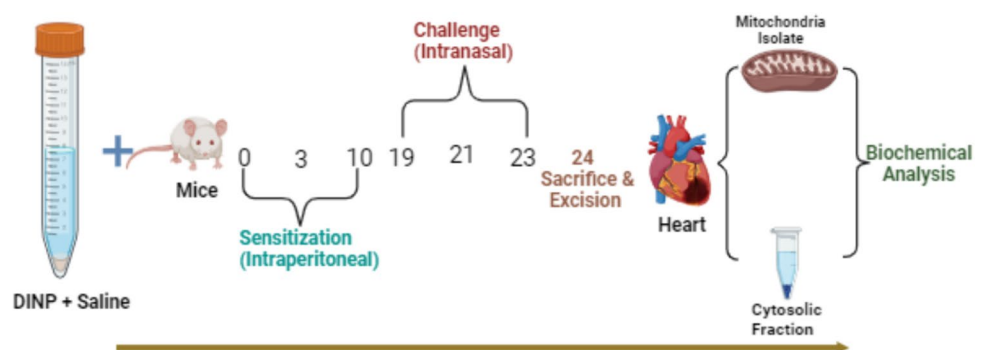 Mitochondria
Isolate
Challenge
(Intranasal)
0 3 10 19 21 23
24
Sacrifice &
Excision
Mice
Heart
Biochemical
Analysis
Sensitization
(Intraperitoneal)
DINP + Saline
Cytosolic
Fraction